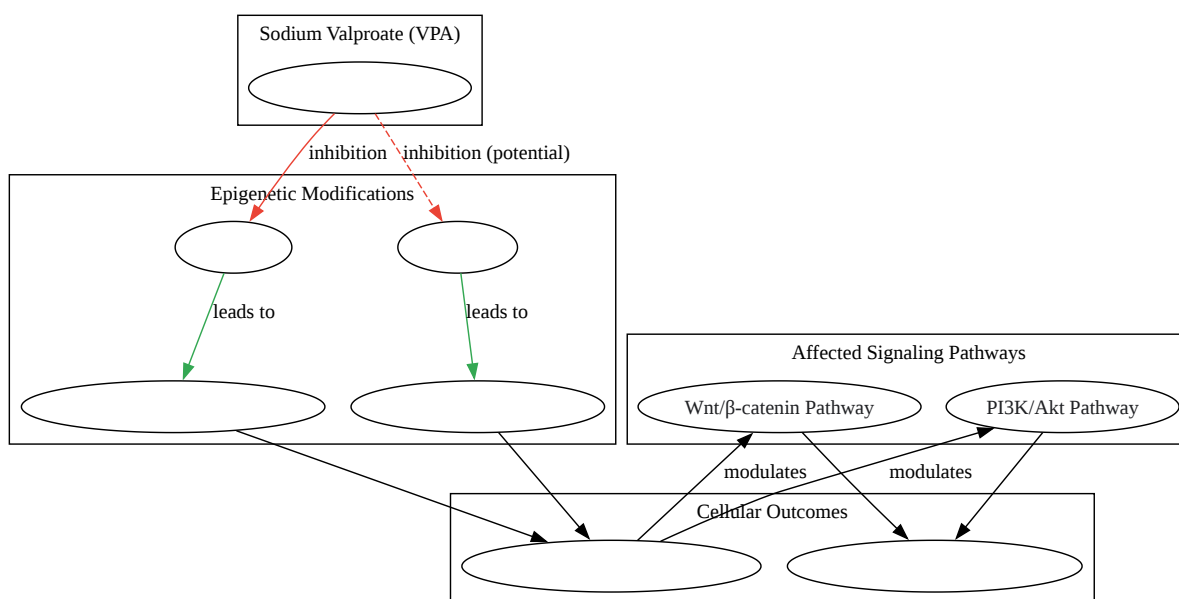 Sodium Valproate (VPA)
inhibition
inhibition (potential)
Epigenetic Modifications
leads to
leads to
Affected Signaling Pathways
Wnt/β-catenin Pathway
PI3K/Akt Pathway
modulates
modulates
Cellular Outcomes